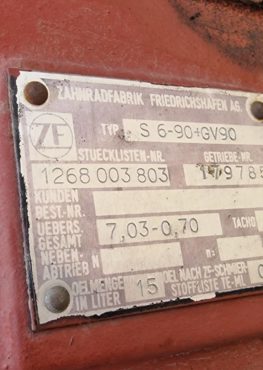 ZAHNRADFABRIK FRIEDRICHSHAFEN AG.
ZF
TYP S 6-90+GV90
STUECKLISTEN-NR. GETRIEBE-NR.
1268 003 803
KUNDEN
BEST.-NR.
UEBERS. GESAMT 7,03-0,70 TACHO
NEBEN-
ABTRIEB N n
OELMENGE IN LITER 15 OEL NACH ZF-SCHMIER
STOFFLISTE TE-ML